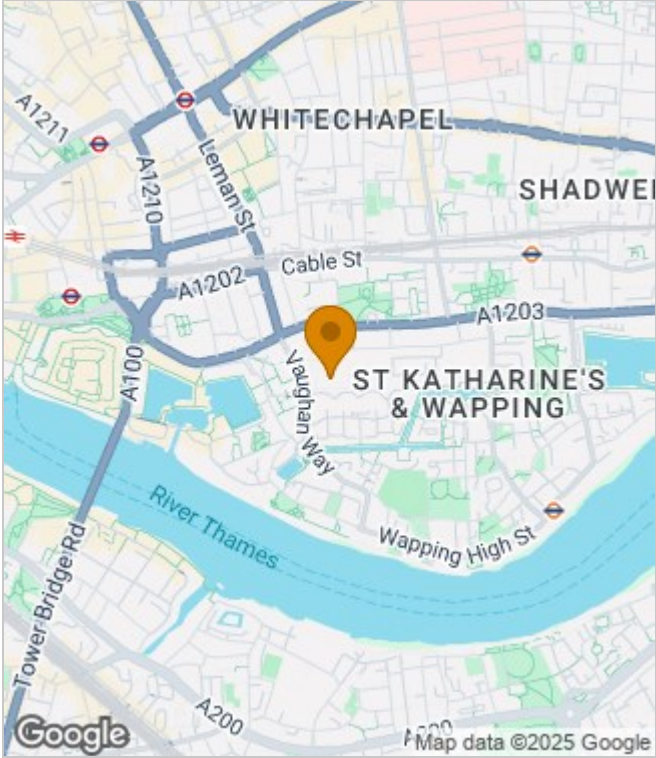 A1211
WHITECHAPEL
A1210
Leman St
SHADWEL
Cable St
A1202
A1203
A100
Vaughan Way
ST KATHARINE'S
& WAPPING
River Thames
Wapping High St
Tower Bridge Rd
A200
Google
Map data ©2025 Google